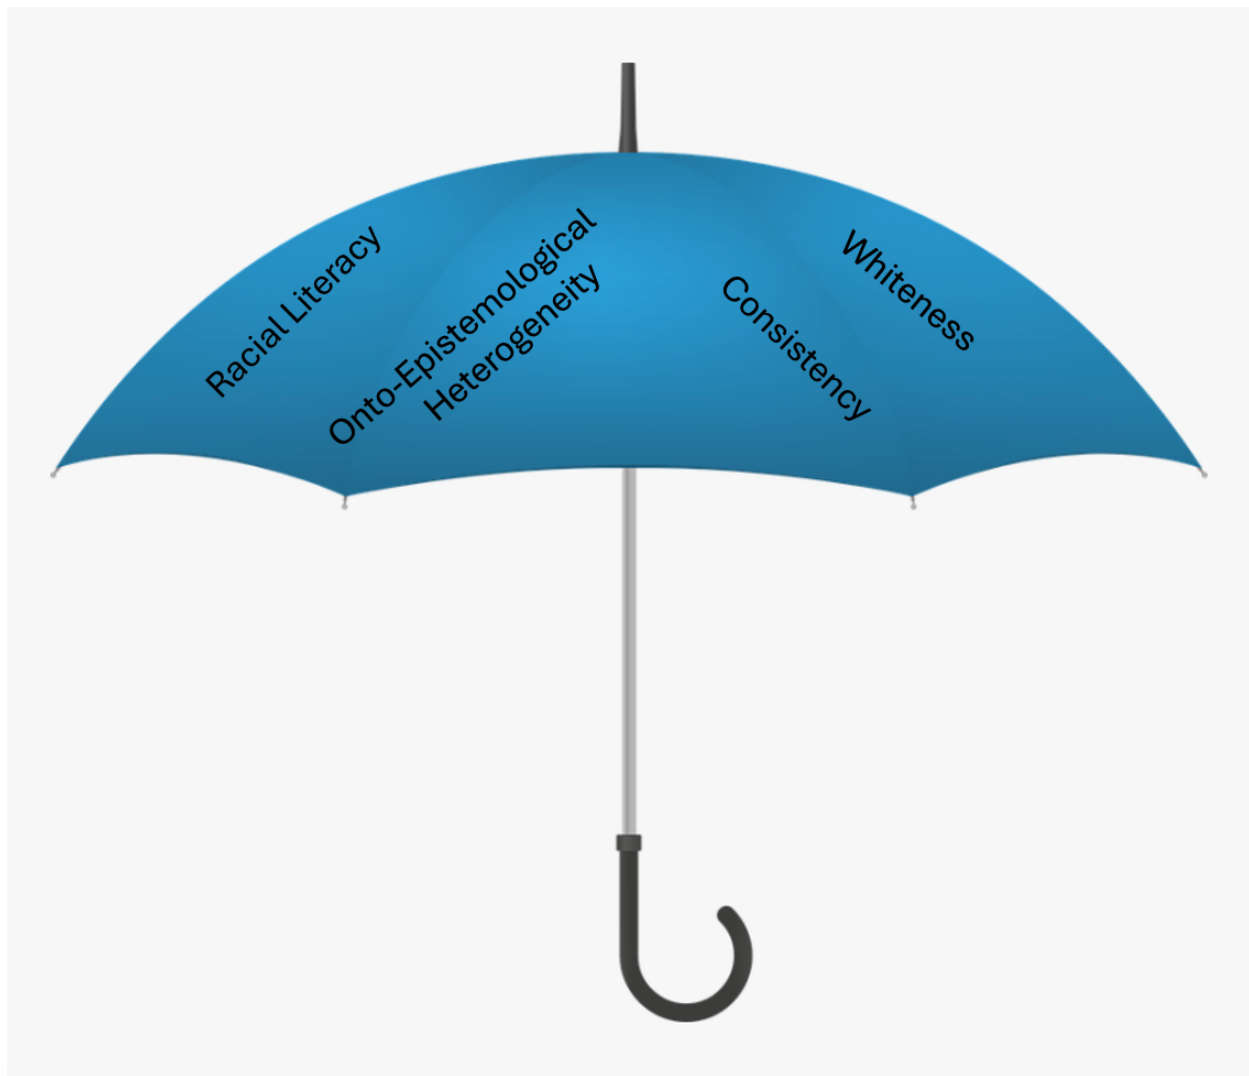 Racial Literacy
Onto-Epistemological
Heterogeneity
Consistency
Whiteness